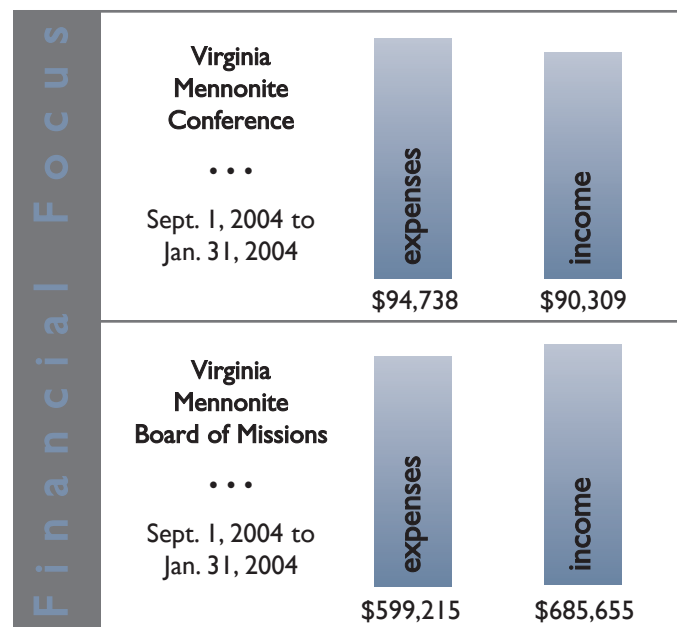 Financial Focus
Virginia
Mennonite
Conference
...
Sept. 1, 2004 to
Jan. 31, 2004
expenses
$94,738
income
$90,309
Virginia
Mennonite
Board of Missions
...
Sept. 1, 2004 to
Jan. 31, 2004
expenses
$599,215
income
$685,655